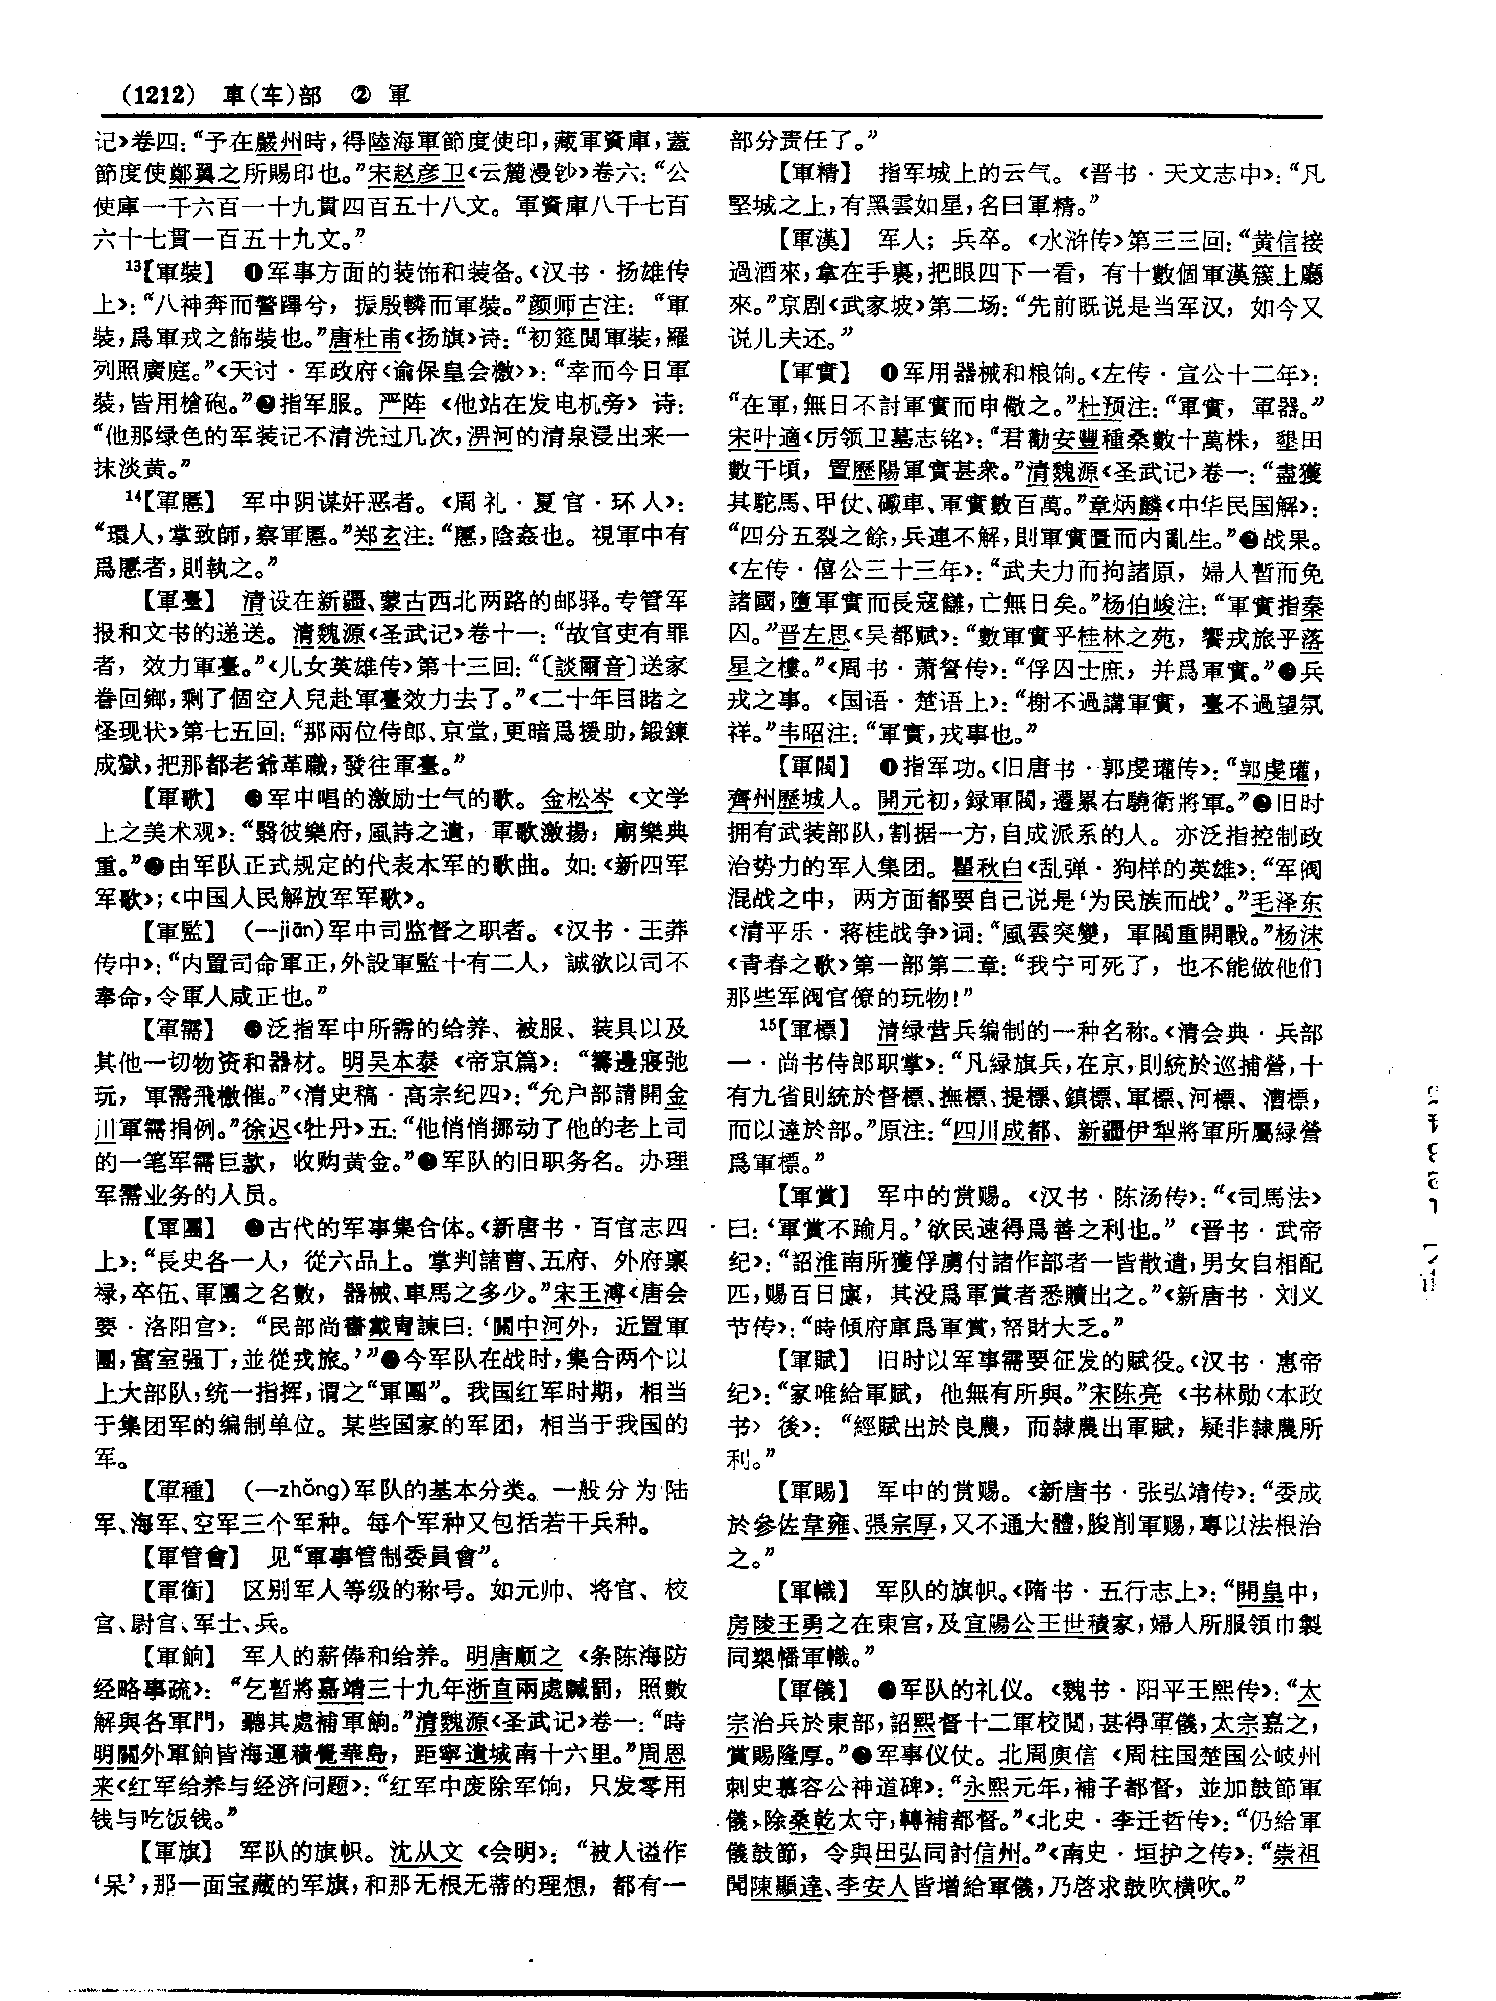 (1212) 車(车)部 ② 軍
记》卷四：“予在嚴州時，得陸海軍節度使印，藏軍資庫，蓋
節度使鄭翼之所賜印也。”宋赵彦卫《云麓漫钞》卷六：“公
使庫一千六百一十九貫四百五十八文。軍資庫八千七百
六十七貫一百五十九文。”
13【軍裝】 ❶军事方面的装饰和装备。《汉书·扬雄传
上》：“八神奔而警蹕兮，振殷轔而軍裝。”颜师古注：“軍
裝，爲軍戎之飾裝也。”唐杜甫《扬旗》诗：“初筵閲軍裝，羅
列照廣庭。”《天讨·军政府〈谕保皇会檄〉》：“幸而今日軍
裝，皆用槍砲。”❷指军服。严阵《他站在发电机旁》诗：
“他那绿色的军装记不清洗过几次，淠河的清泉浸出来一
抹淡黄。”
14【軍慝】 军中阴谋奸恶者。《周礼·夏官·环人》：
“環人，掌致師，察軍慝。”郑玄注：“慝，陰姦也。視軍中有
爲慝者，則執之。”
【軍臺】 清设在新疆、蒙古西北两路的邮驿。专管军
报和文书的递送。清魏源《圣武记》卷十一：“故官吏有罪
者，效力軍臺。”《儿女英雄传》第十三回：“〔談爾音〕送家
眷回鄉，剩了個空人兒赴軍臺效力去了。”《二十年目睹之
怪现状》第七五回：“那兩位侍郎、京堂，更暗爲援助，鍛鍊
成獄，把那都老爺革職，發往軍臺。”
【軍歌】 ❶军中唱的激励士气的歌。金松岑《文学
上之美术观》：“翳彼樂府，風詩之遺，軍歌激揚，廟樂典
重。”❷由军队正式规定的代表本军的歌曲。如：《新四军
军歌》；《中国人民解放军军歌》。
【軍監】 (一jiān)军中司监督之职者。《汉书·王莽
传中》：“内置司命軍正，外設軍監十有二人，誠欲以司不
奉命，令軍人咸正也。”
【軍需】 ❶泛指军中所需的给养、被服、装具以及
其他一切物资和器材。明吴本泰《帝京篇》：“籌邊寢弛
玩，軍需飛檄催。”《清史稿·高宗纪四》：“允户部請開金
川軍需捐例。”徐迟《牡丹》五：“他悄悄挪动了他的老上司
的一笔军需巨款，收购黄金。”❷军队的旧职务名。办理
军需业务的人员。
【軍團】 ❶古代的军事集合体。《新唐书·百官志四
上》：“長史各一人，從六品上。掌判諸曹、五府、外府稟
禄，卒伍、軍團之名數，器械、車馬之多少。”宋王溥《唐会
要·洛阳宫》：“民部尚書戴胄諫曰：‘關中河外，近置軍
團，富室强丁，並從戎旅。’”❷今军队在战时，集合两个以
上大部队，统一指挥，谓之“軍團”。我国红军时期，相当
于集团军的编制单位。某些国家的军团，相当于我国的
军。
【軍種】 (一zhǒng)军队的基本分类。一般分为陆
军、海军、空军三个军种。每个军种又包括若干兵种。
【軍管會】 见“軍事管制委員會”。
【軍銜】 区别军人等级的称号。如元帅、将官、校
官、尉官、军士、兵。
【軍餉】 军人的薪俸和给养。明唐顺之《条陈海防
经略事疏》：“乞暫將嘉靖三十九年浙直兩處贓罰，照數
解與各軍門，聽其處補軍餉。”清魏源《圣武记》卷一：“時
明關外軍餉皆海運積覺華島，距寧遠城南十六里。”周恩
来《红军给养与经济问题》：“红军中废除军饷，只发零用
钱与吃饭钱。”
【軍旗】 军队的旗帜。沈从文《会明》：“被人谥作
‘呆’，那一面宝藏的军旗，和那无根无蒂的理想，都有一
部分责任了。”
【軍精】 指军城上的云气。《晋书·天文志中》：“凡
堅城之上，有黑雲如星，名曰軍精。”
【軍漢】 军人；兵卒。《水浒传》第三三回：“黄信接
過酒來，拿在手裏，把眼四下一看，有十數個軍漢簇上廳
來。”京剧《武家坡》第二场：“先前既说是当军汉，如今又
说儿夫还。”
【軍實】 ❶军用器械和粮饷。《左传·宣公十二年》：
“在軍，無日不討軍實而申儆之。”杜预注：“軍實，軍器。”
宋叶適《厉领卫墓志铭》：“君勸安豐種桑數十萬株，墾田
數千頃，置歷陽軍實甚衆。”清魏源《圣武记》卷一：“盡獲
其駝馬、甲仗、礮車、軍實數百萬。”章炳麟《中华民国解》：
“四分五裂之餘，兵連不解，則軍實匱而内亂生。”❷战果。
《左传·僖公三十三年》：“武夫力而拘諸原，婦人暫而免
諸國，墮軍實而長寇讎，亡無日矣。”杨伯峻注：“軍實指秦
囚。”晋左思《吴都赋》：“數軍實乎桂林之苑，饗戎旅乎落
星之樓。”《周书·萧詧传》：“俘囚士庶，并爲軍實。”❸兵
戎之事。《国语·楚语上》：“榭不過講軍實，臺不過望氛
祥。”韦昭注：“軍實，戎事也。”
【軍閥】 ❶指军功。《旧唐书·郭虔瓘传》：“郭虔瓘，
齊州歷城人。開元初，録軍閥，遷累右驍衛將軍。”❷旧时
拥有武装部队，割据一方，自成派系的人。亦泛指控制政
治势力的军人集团。瞿秋白《乱弹·狗样的英雄》：“军阀
混战之中，两方面都要自己说是‘为民族而战’。”毛泽东
《清平乐·蒋桂战争》词：“風雲突變，軍閥重開戰。”杨沫
《青春之歌》第一部第二章：“我宁可死了，也不能做他们
那些军阀官僚的玩物！”
15【軍標】 清绿营兵编制的一种名称。《清会典·兵部
一·尚书侍郎职掌》：“凡緑旗兵，在京，則統於巡捕營，十
有九省則統於督標、撫標、提標、鎮標、軍標、河標、漕標，
而以達於部。”原注：“四川成都、新疆伊犁將軍所屬緑營
爲軍標。”
【軍賞】 军中的赏赐。《汉书·陈汤传》：“《司馬法》
曰：‘軍賞不踰月。’欲民速得爲善之利也。”《晋书·武帝
纪》：“詔淮南所獲俘虜付諸作部者一皆散遣，男女自相配
匹，賜百日廩，其没爲軍賞者悉贖出之。”《新唐书·刘义
节传》：“時傾府庫爲軍賞，帑財大乏。”
【軍賦】 旧时以军事需要征发的赋役。《汉书·惠帝
纪》：“家唯給軍賦，他無有所與。”宋陈亮《书林勋〈本政
书〉後》：“經賦出於良農，而隸農出軍賦，疑非隸農所
利。”
【軍賜】 军中的赏赐。《新唐书·张弘靖传》：“委成
於參佐韋雍、張宗厚，又不通大體，朘削軍賜，專以法根治
之。”
【軍幟】 军队的旗帜。《隋书·五行志上》：“開皇中，
房陵王勇之在東宫，及宜陽公王世積家，婦人所服領巾製
同槊幡軍幟。”
【軍儀】 ❶军队的礼仪。《魏书·阳平王熙传》：“太
宗治兵於東部，詔熙督十二軍校閲，甚得軍儀，太宗嘉之，
賞賜隆厚。”❷军事仪仗。北周庾信《周柱国楚国公岐州
刺史慕容公神道碑》：“永熙元年，補子都督，並加鼓節軍
儀，除桑乾太守，轉補都督。”《北史·李迁哲传》：“仍給軍
儀鼓節，令與田弘同討信州。”《南史·垣护之传》：“崇祖
聞陳顯達、李安人皆增給軍儀，乃啓求鼓吹横吹。”